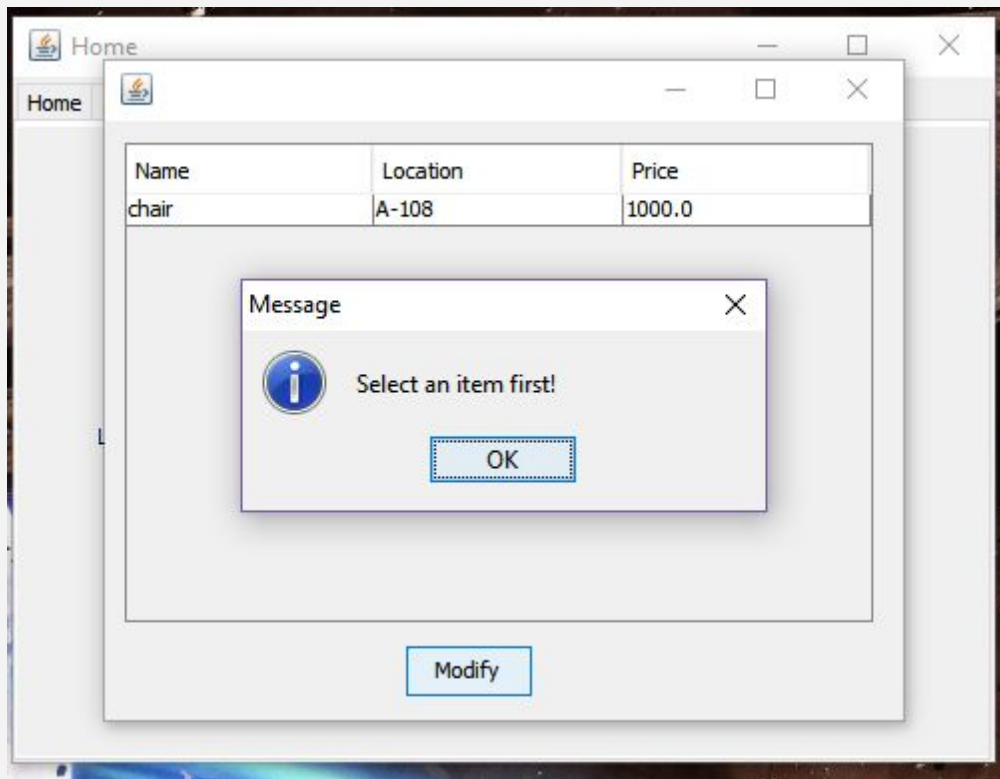 Home
Home
Name Location Price
chair A-108 1000.0
Message
Select an item first!
OK
L
Modify